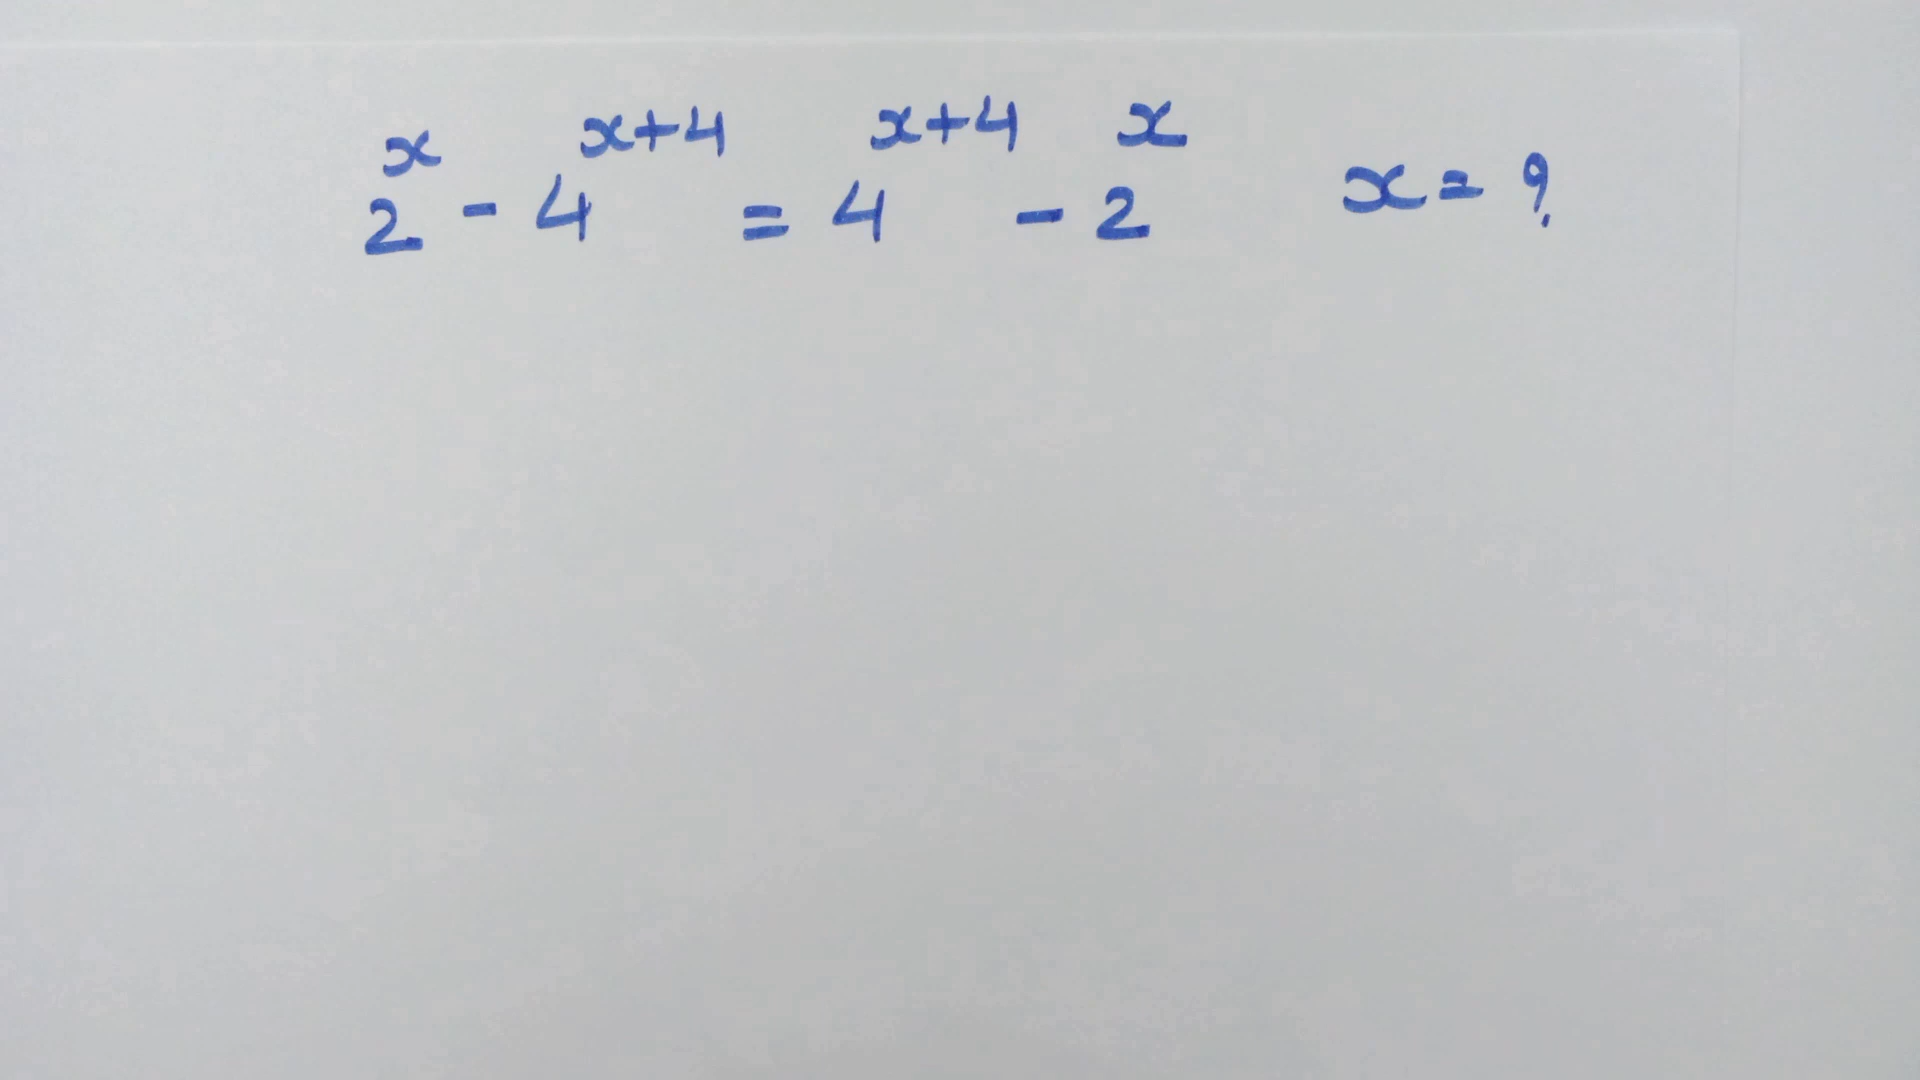 2^x - 4^{x+4} = 4^{x+4} - 2^x x = ?